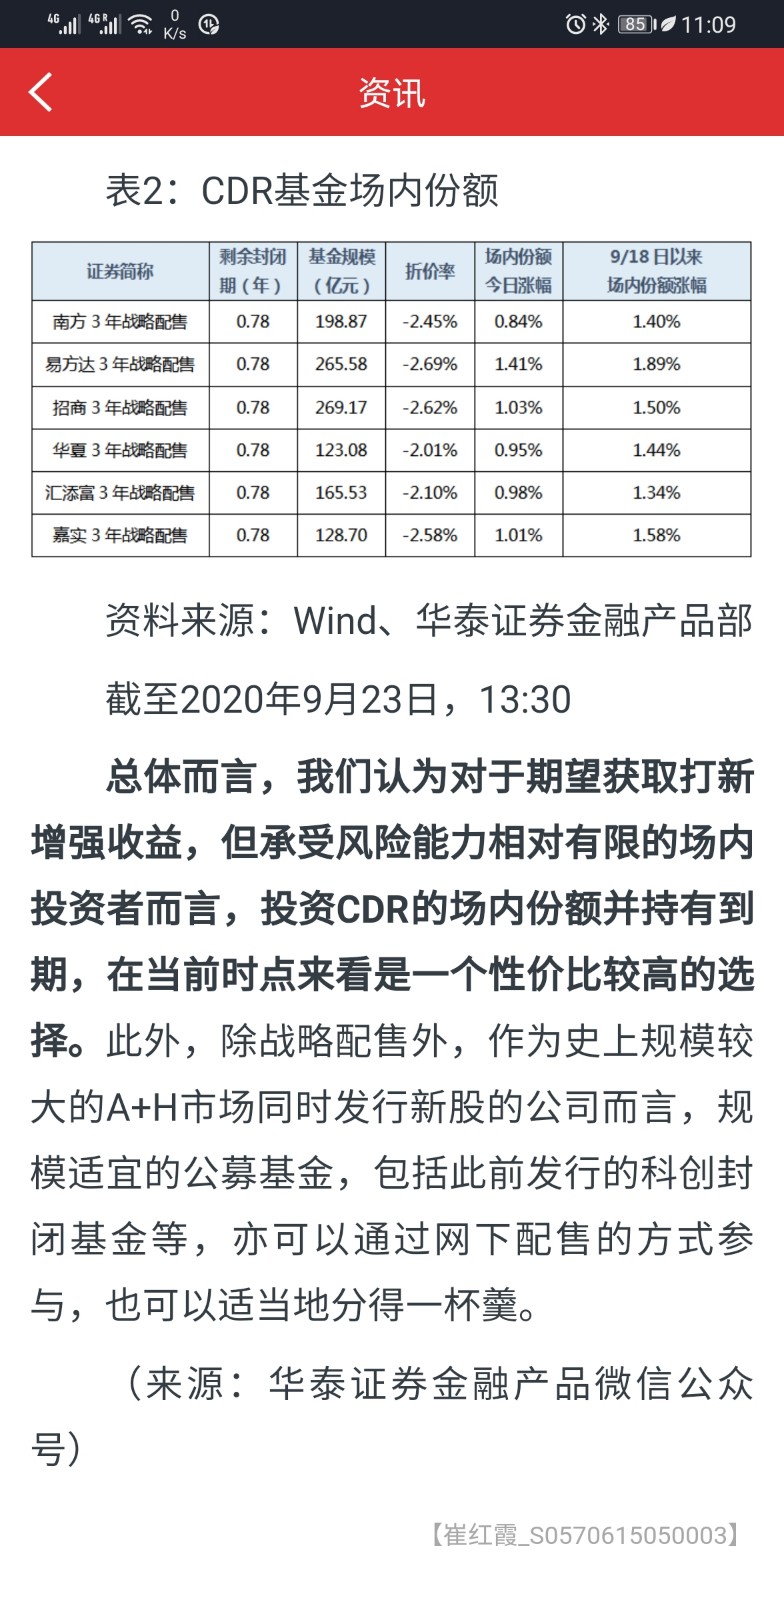 4G 4G R 0 K/s 85 11:09
资讯
表2：CDR基金场内份额
证券简称 剩余封闭期（年） 基金规模（亿元） 折价率 场内份额今日涨幅 9/18 日以来场内份额涨幅
南方 3 年战略配售 0.78 198.87 -2.45% 0.84% 1.40%
易方达 3 年战略配售 0.78 265.58 -2.69% 1.41% 1.89%
招商 3 年战略配售 0.78 269.17 -2.62% 1.03% 1.50%
华夏 3 年战略配售 0.78 123.08 -2.01% 0.95% 1.44%
汇添富 3 年战略配售 0.78 165.53 -2.10% 0.98% 1.34%
嘉实 3 年战略配售 0.78 128.70 -2.58% 1.01% 1.58%
资料来源：Wind、华泰证券金融产品部
截至2020年9月23日，13:30
总体而言，我们认为对于期望获取打新
增强收益，但承受风险能力相对有限的场内
投资者而言，投资CDR的场内份额并持有到
期，在当前时点来看是一个性价比较高的选
择。此外，除战略配售外，作为史上规模较
大的A+H市场同时发行新股的公司而言，规
模适宜的公募基金，包括此前发行的科创封
闭基金等，亦可以通过网下配售的方式参
与，也可以适当地分得一杯羹。
（来源：华泰证券金融产品微信公众
号）
【崔红霞_S0570615050003】